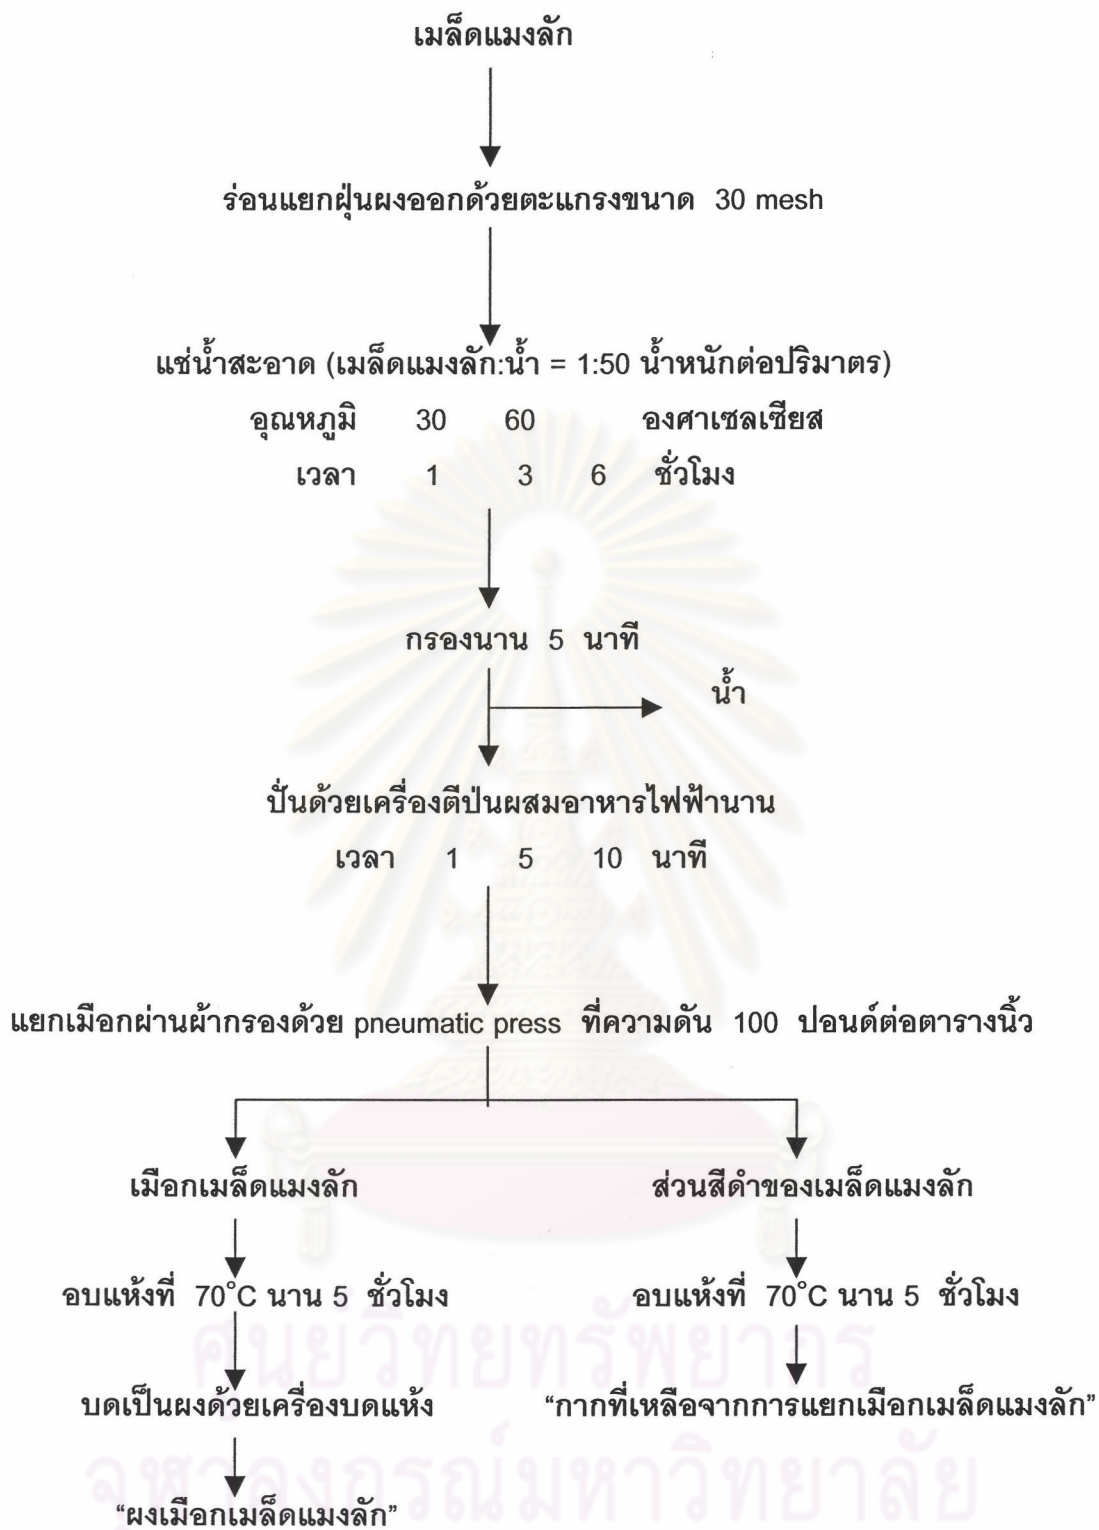 เมล็ดแมงลัก
ร่อนแยกฝุ่นผงออกด้วยตะแกรงขนาด 30 mesh
แช่น้ำสะอาด (เมล็ดแมงลัก:น้ำ = 1:50 น้ำหนักต่อปริมาตร)
อุณหภูมิ 30 60 องศาเซลเซียส
เวลา 1 3 6 ชั่วโมง
กรองนาน 5 นาที
น้ำ
ปั่นด้วยเครื่องตีป่นผสมอาหารไฟฟ้านาน
เวลา 1 5 10 นาที
แยกเมือกผ่านผ้ากรองด้วย pneumatic press ที่ความดัน 100 ปอนด์ต่อตารางนิ้ว
เมือกเมล็ดแมงลัก
อบแห้งที่ 70°C นาน 5 ชั่วโมง
บดเป็นผงด้วยเครื่องบดแห้ง
“ผงเมือกเมล็ดแมงลัก”
ส่วนสีดำของเมล็ดแมงลัก
อบแห้งที่ 70°C นาน 5 ชั่วโมง
“กากที่เหลือจากการแยกเมือกเมล็ดแมงลัก”
ศูนย์วิทยทรัพยากร
จุฬาลงกรณ์มหาวิทยาลัย